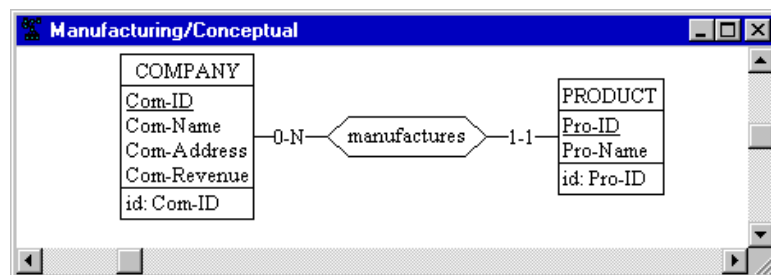 Manufacturing/Conceptual
COMPANY
Com-ID
Com-Name
Com-Address
Com-Revenue
id: Com-ID
0-N
manufactures
1-1
PRODUCT
Pro-ID
Pro-Name
id: Pro-ID